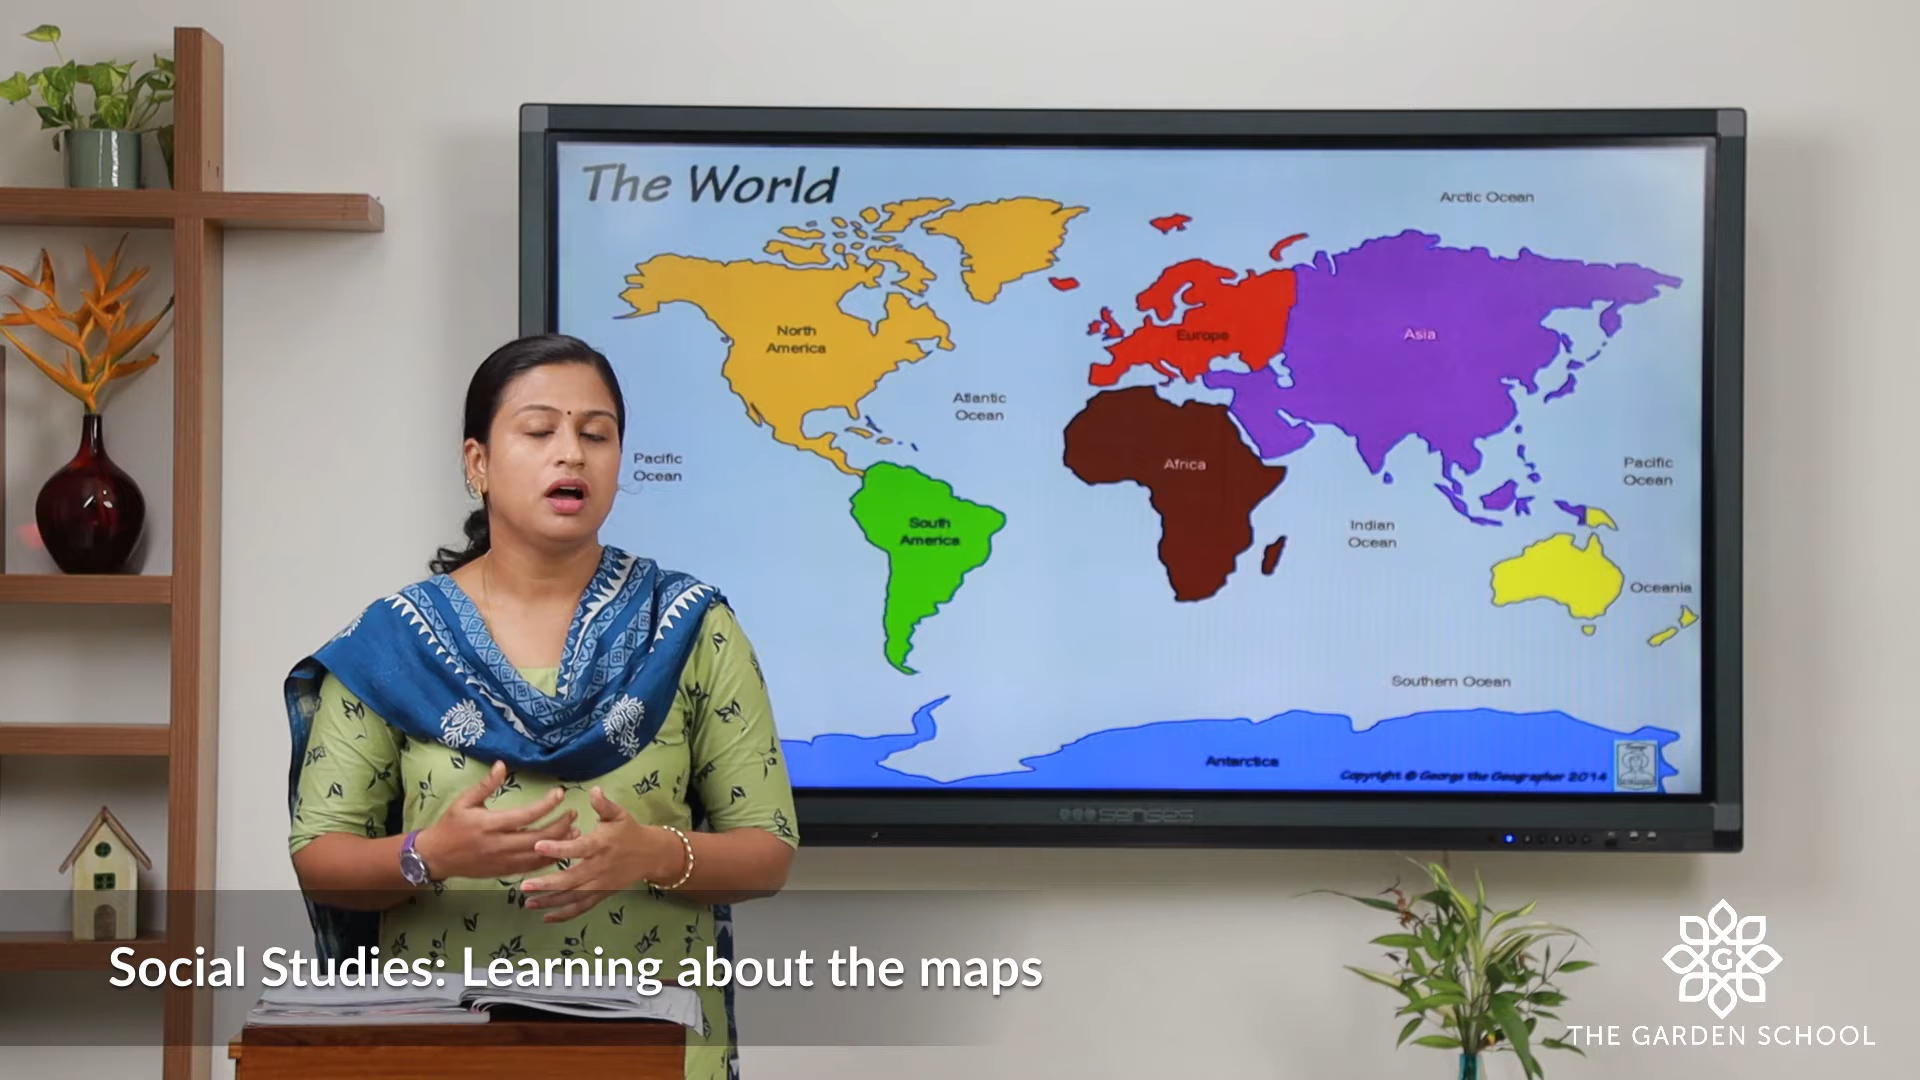 The World
Arctic Ocean
North
America
Europe
Asia
Atlantic
Ocean
Pacific
Ocean
Africa
Pacific
Ocean
South
America
Indian
Ocean
Oceania
Southern Ocean
Antarctica
Copyright © George the Geographer 2014
senses
Social Studies: Learning about the maps
G
THE GARDEN SCHOOL